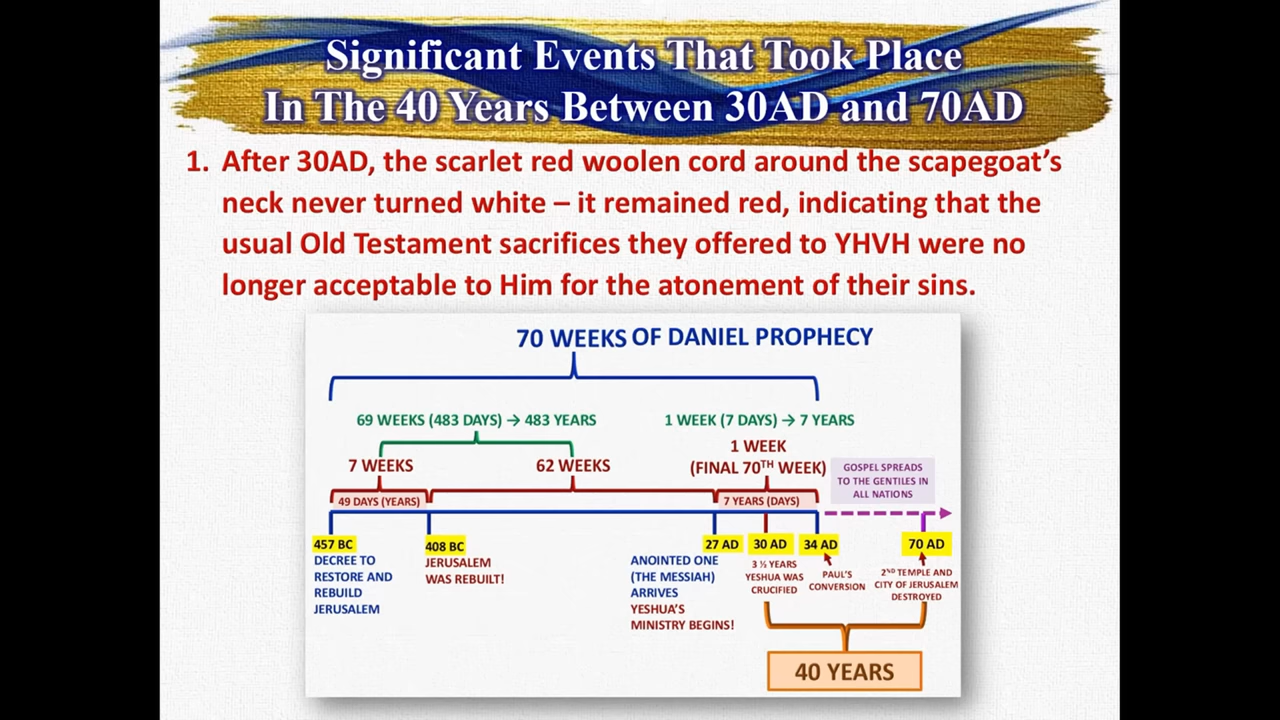 Significant Events That Took Place
In The 40 Years Between 30AD and 70AD
1. After 30AD, the scarlet red woolen cord around the scapegoat's
neck never turned white – it remained red, indicating that the
usual Old Testament sacrifices they offered to YHVH were no
longer acceptable to Him for the atonement of their sins.
70 WEEKS OF DANIEL PROPHECY
69 WEEKS (483 DAYS) → 483 YEARS
1 WEEK (7 DAYS) → 7 YEARS
7 WEEKS
62 WEEKS
1 WEEK
(FINAL 70TH WEEK)
GOSPEL SPREADS
TO THE GENTILES IN
ALL NATIONS
49 DAYS (YEARS)
7 YEARS (DAYS)
457 BC
DECREE TO
RESTORE AND
REBUILD
JERUSALEM
408 BC
JERUSALEM
WAS REBUILT!
27 AD
ANOINTED ONE
(THE MESSIAH)
ARRIVES
YESHUA'S
MINISTRY BEGINS!
30 AD
3 ½ YEARS
YESHUA WAS
CRUCIFIED
34 AD
PAUL'S
CONVERSION
70 AD
2ND TEMPLE AND
CITY OF JERUSALEM
DESTROYED
40 YEARS